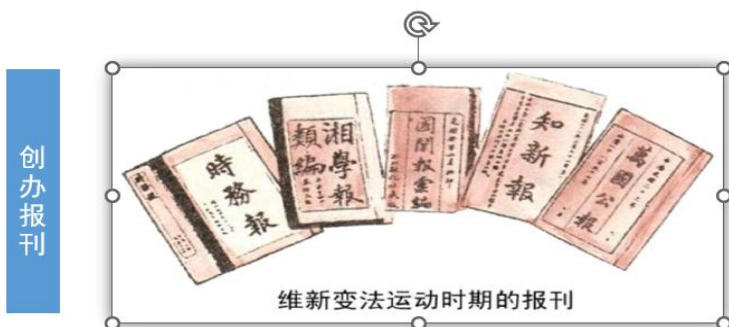 创办报刊
時務報
湘學報
類編
國聞报彙編
知新報
萬國公報
维新变法运动时期的报刊